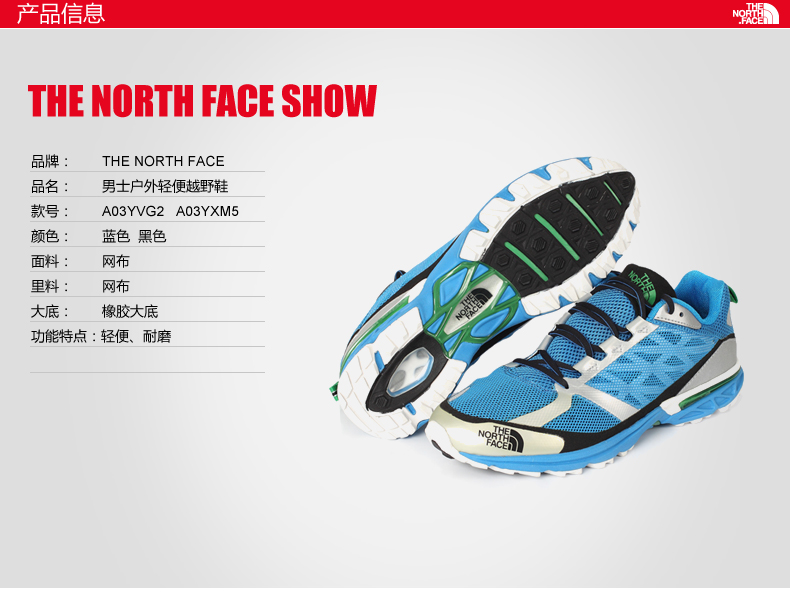 产品信息
THE
NORTH
FACE
THE NORTH FACE SHOW
品牌： THE NORTH FACE
品名： 男士户外轻便越野鞋
款号： A03YVG2 A03YXM5
颜色： 蓝色 黑色
面料： 网布
里料： 网布
大底： 橡胶大底
功能特点：轻便、耐磨
THE
NORTH
FACE
THE
NORTH
FACE
THE
NORTH
FACE